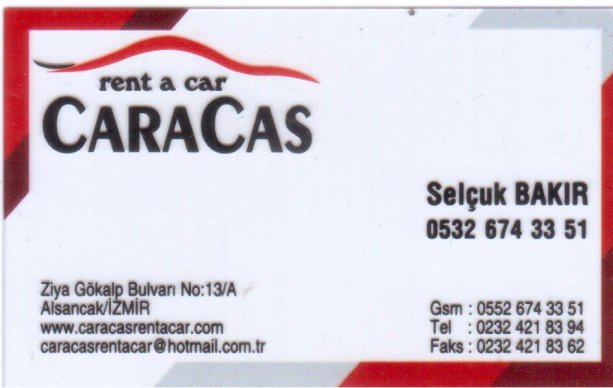 rent a car
CARACAS
Selçuk BAKIR
0532 674 33 51
Ziya Gökalp Bulvarı No:13/A
Alsancak/İZMİR
www.caracasrentacar.com
caracasrentacar@hotmail.com.tr
Gsm : 0552 674 33 51
Tel : 0232 421 83 94
Faks : 0232 421 83 62